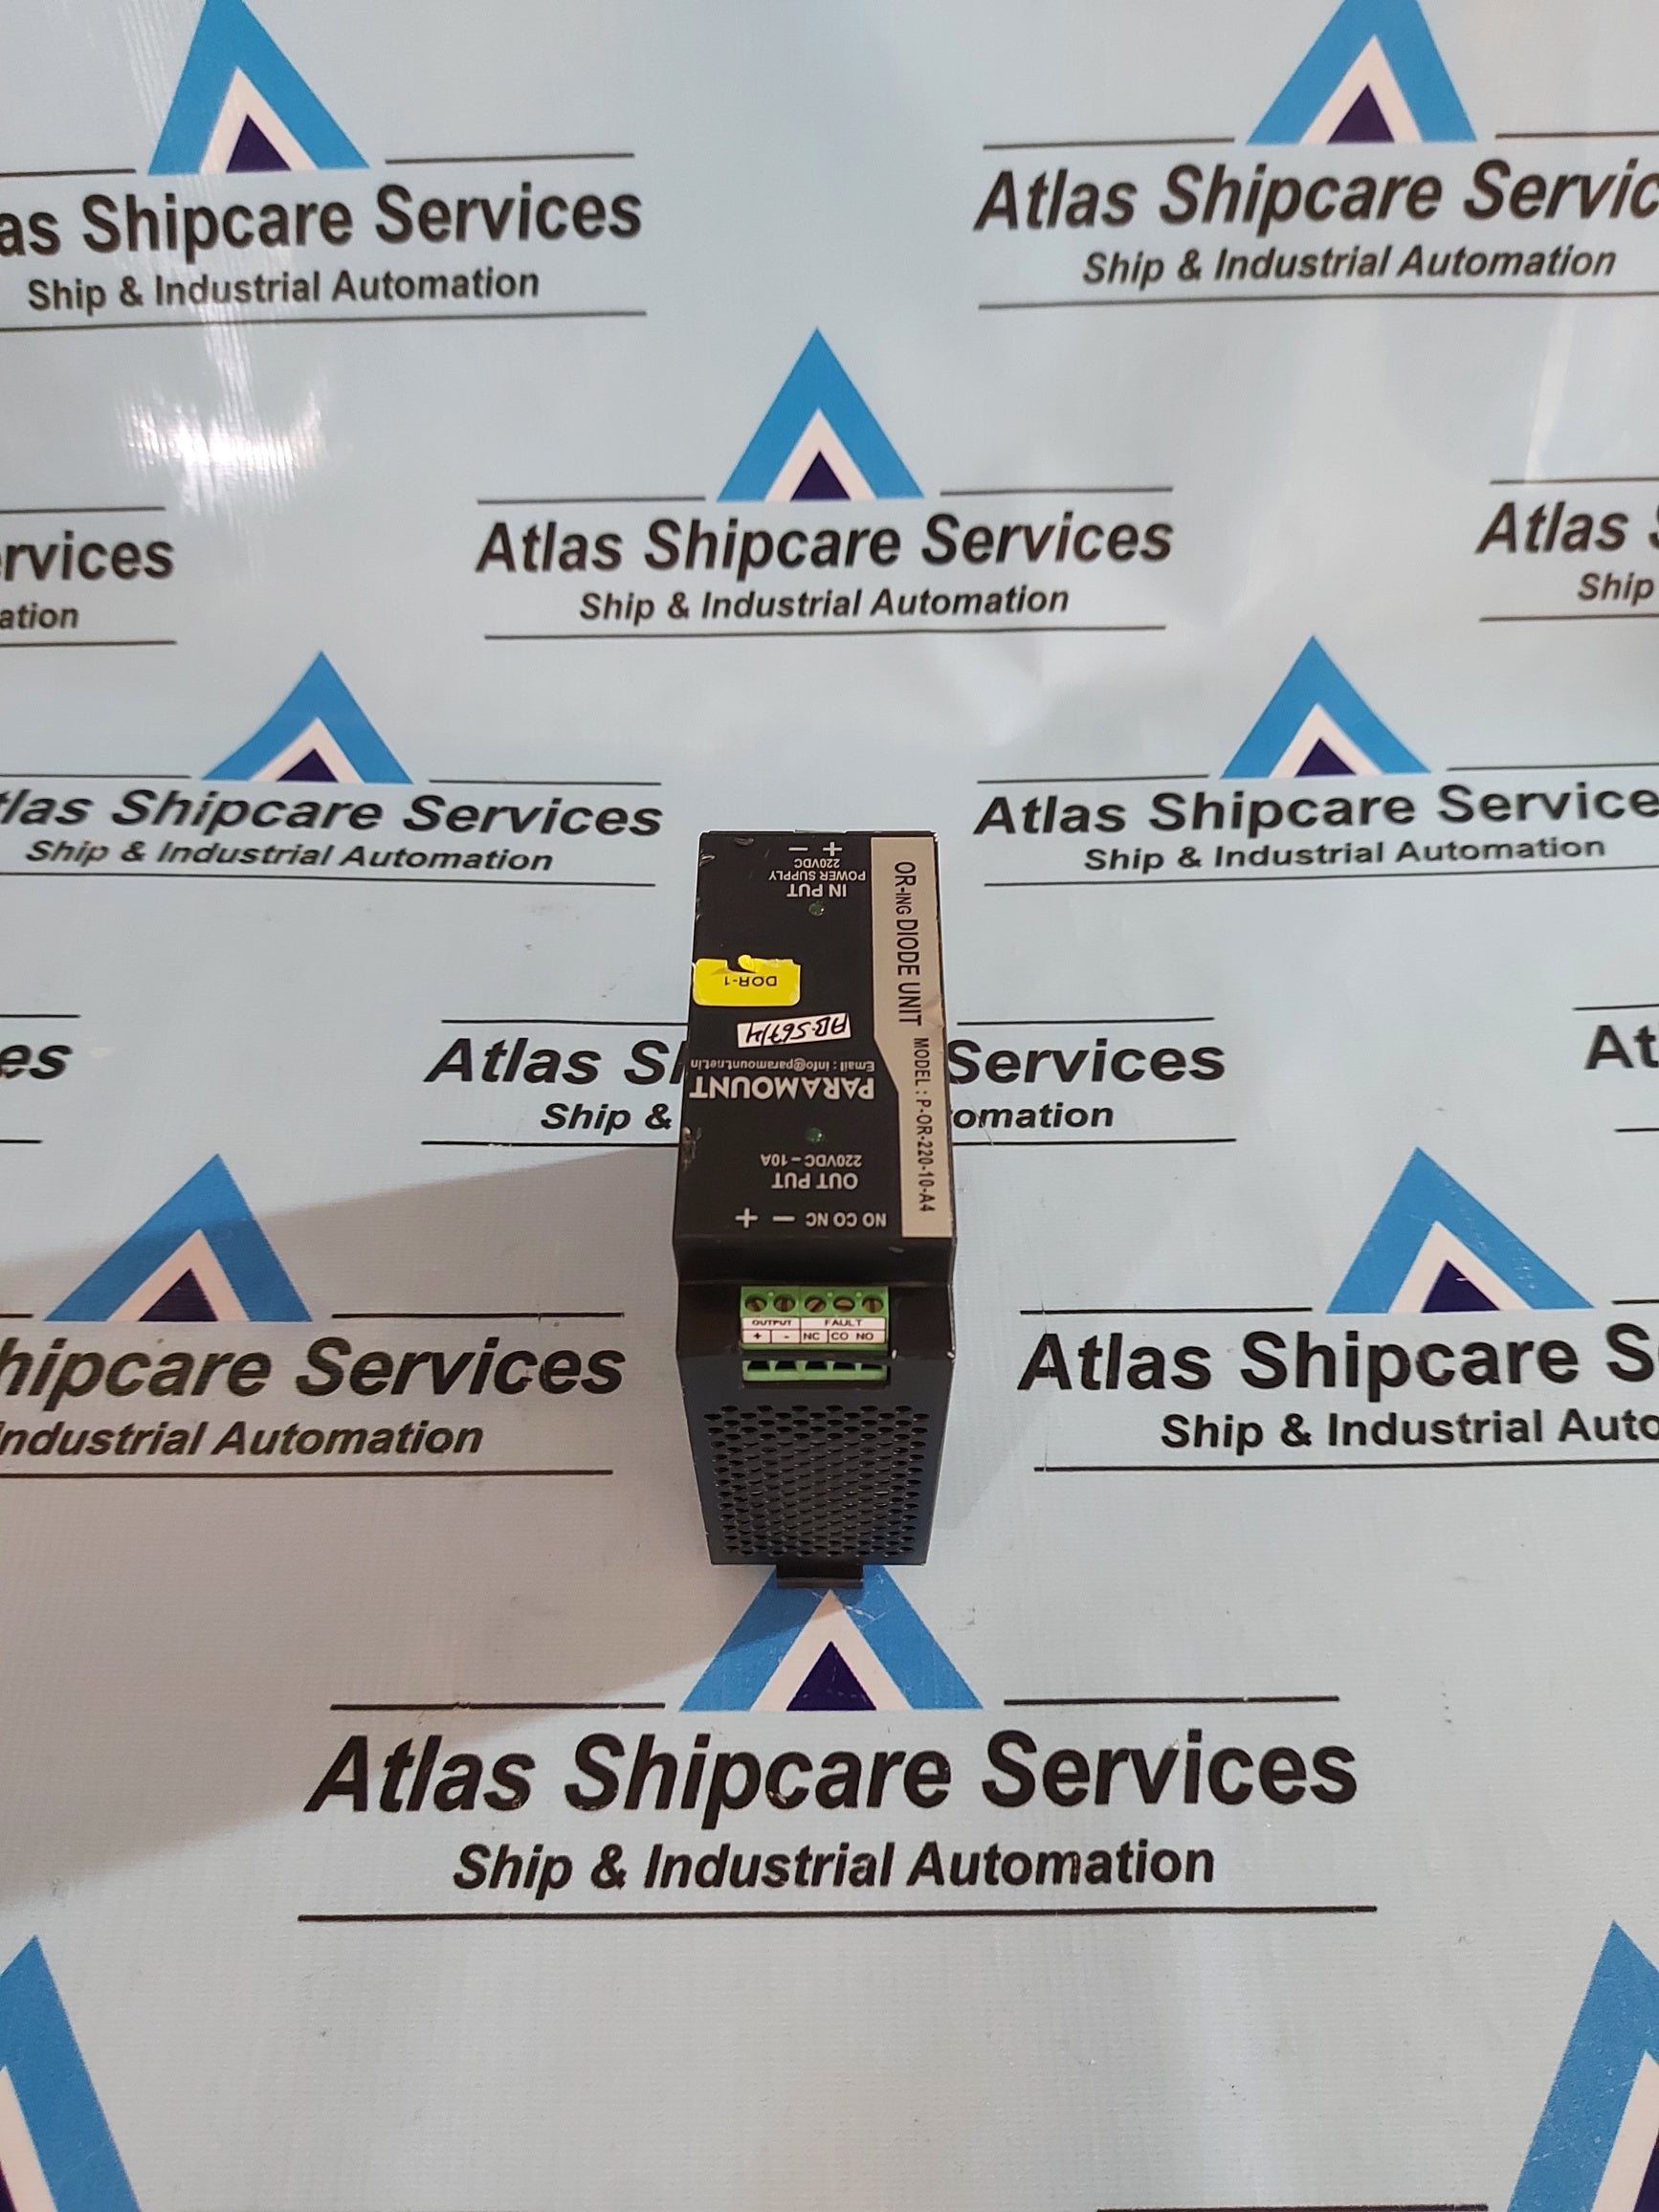 as Shipcare Services
Ship & Industrial Automation
Atlas Shipcare Servic
Ship & Industrial Automation
rvices
ation
Atlas Shipcare Services
Ship & Industrial Automation
Atlas S
Ship
tlas Shipcare Services
Ship & Industrial Automation
Atlas Shipcare Service
Ship & Industrial Automation
es
Atlas S
Services
Ship &
omation
At
+ −
220VDC
POWER SUPPLY
IN PUT
OR-ING DIODE UNIT MODEL : P-OR-220-10-A4
DOR-1
AB-567/4
Email : info@paramount.net.in
PARAMOUNT
220VDC – 10A
OUT PUT
NO CO NC − +
OUTPUT FAULT
+ - NC CO NO
hipcare Services
Industrial Automation
Atlas Shipcare S
Ship & Industrial Auto
Atlas Shipcare Services
Ship & Industrial Automation